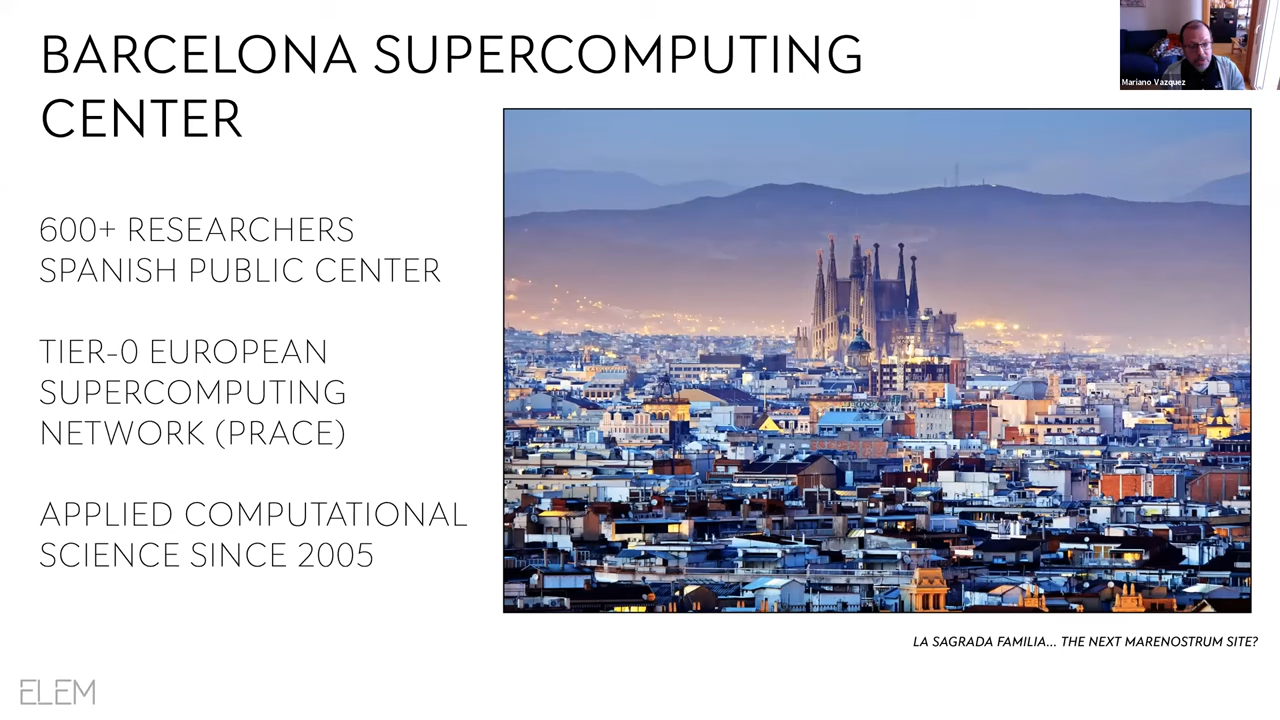 BARCELONA SUPERCOMPUTING
CENTER
Mariano Vazquez
600+ RESEARCHERS
SPANISH PUBLIC CENTER
TIER-0 EUROPEAN
SUPERCOMPUTING
NETWORK (PRACE)
APPLIED COMPUTATIONAL
SCIENCE SINCE 2005
LA SAGRADA FAMILIA... THE NEXT MARENOSTRUM SITE?
ELEM